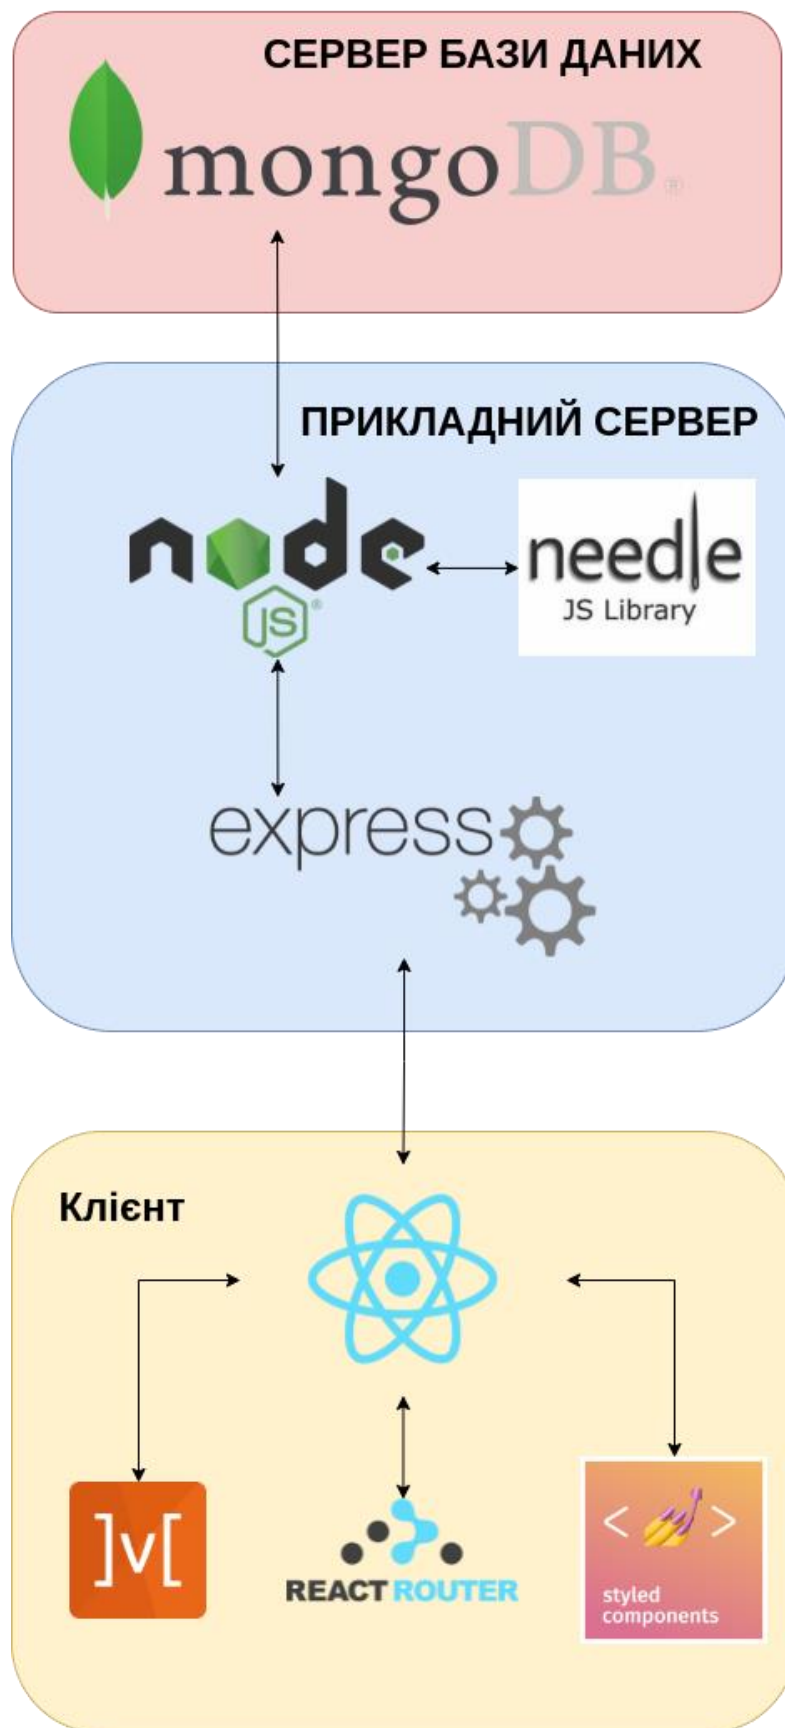 СЕРВЕР БАЗИ ДАНИХ
mongoDB®
ПРИКЛАДНИЙ СЕРВЕР
node
JS®
needle
JS Library
express
Клієнт
]v[
REACT ROUTER
< >
styled
components